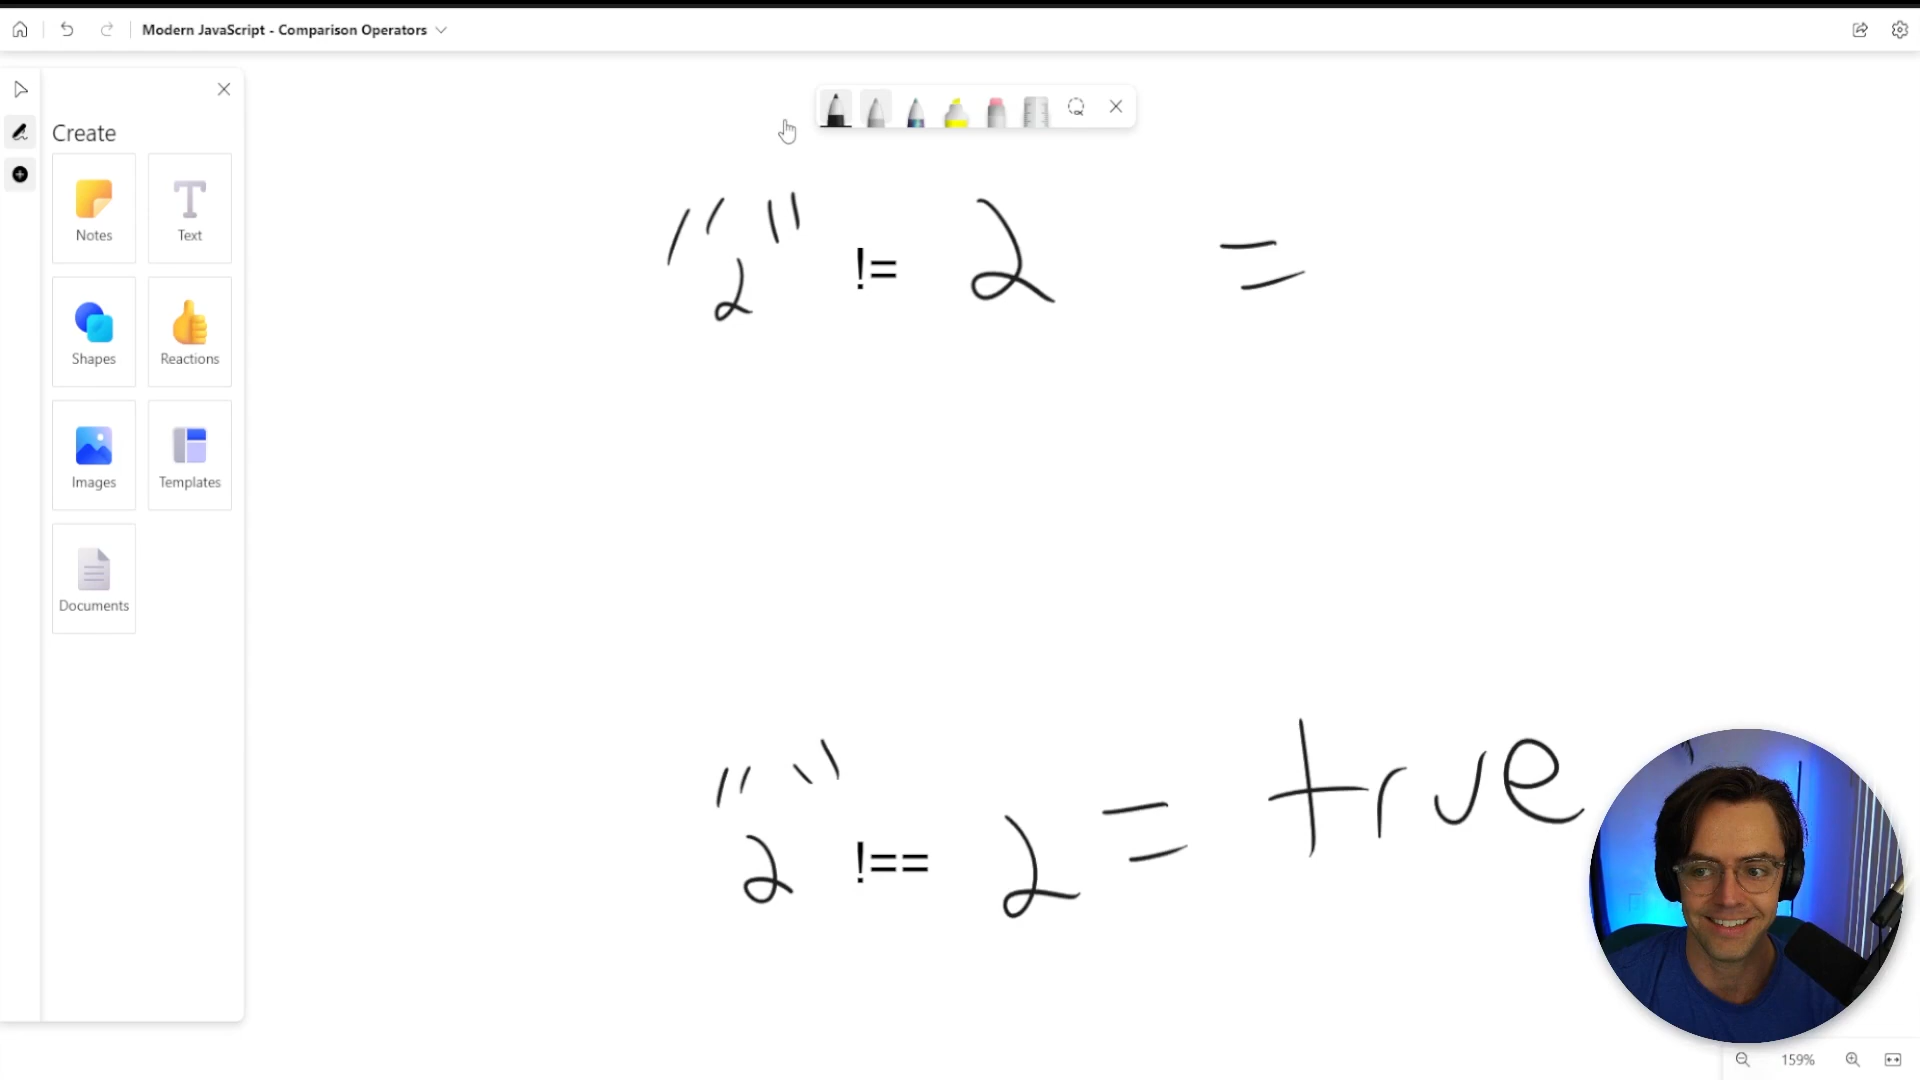 Modern JavaScript - Comparison Operators
Create
Notes
Text
Shapes
Reactions
Images
Templates
Documents
"2" != 2 =
"2" !== 2 = true
159%